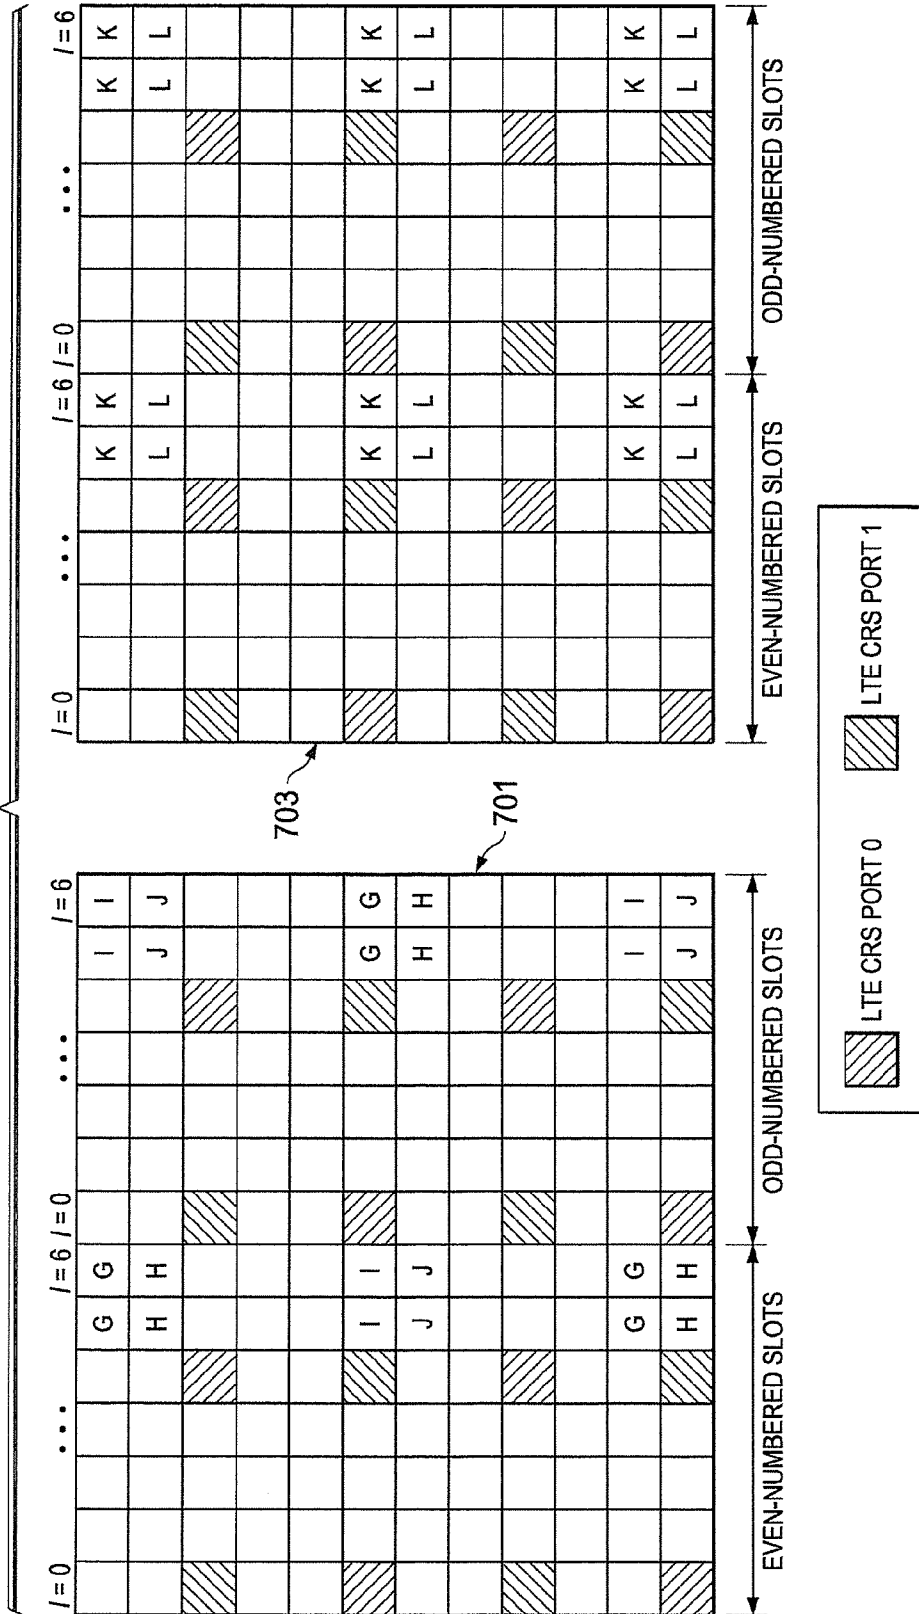 l = 0 . . . . l = 6 l = 0 . . . . l = 6
G G I I
H H J J
I I G G
J J H H
G G I I
H H J J
EVEN-NUMBERED SLOTS ODD-NUMBERED SLOTS
701
703
l = 0 . . . . l = 6 l = 0 . . . l = 6
K K K K
L L L L
K K K K
L L L L
K K K K
L L L L
EVEN-NUMBERED SLOTS ODD-NUMBERED SLOTS
LTE CRS PORT 0 LTE CRS PORT 1